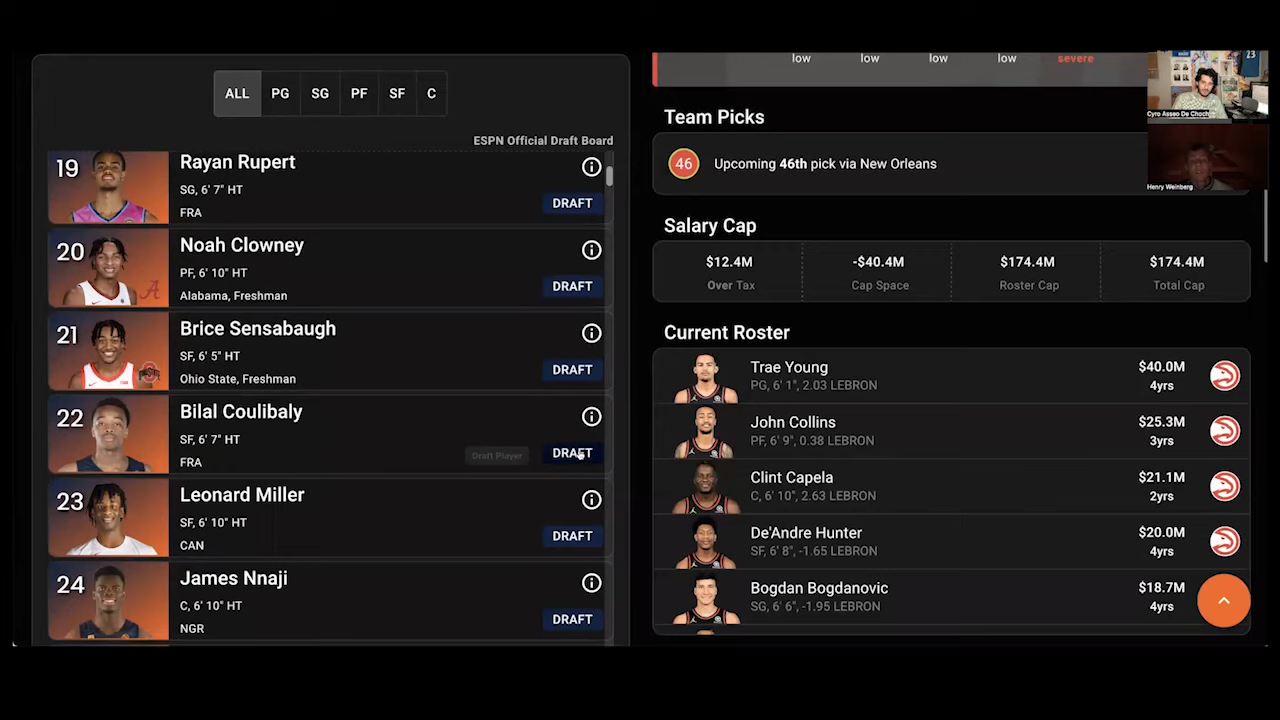 ALL PG SG PF SF C
ESPN Official Draft Board
19
Rayan Rupert
SG, 6' 7" HT
FRA
DRAFT
20
Noah Clowney
PF, 6' 10" HT
Alabama, Freshman
DRAFT
21
Brice Sensabaugh
SF, 6' 5" HT
Ohio State, Freshman
DRAFT
22
Bilal Coulibaly
SF, 6' 7" HT
FRA
Draft Player
DRAFT
23
Leonard Miller
SF, 6' 10" HT
CAN
DRAFT
24
James Nnaji
C, 6' 10" HT
NGR
DRAFT
low low low low severe
Team Picks
46 Upcoming 46th pick via New Orleans
Salary Cap
$12.4M -$40.4M $174.4M $174.4M
Over Tax Cap Space Roster Cap Total Cap
Current Roster
Trae Young $40.0M
PG, 6' 1", 2.03 LEBRON 4yrs
John Collins $25.3M
PF, 6' 9", 0.38 LEBRON 3yrs
Clint Capela $21.1M
C, 6' 10", 2.63 LEBRON 2yrs
De'Andre Hunter $20.0M
SF, 6' 8", -1.65 LEBRON 4yrs
Bogdan Bogdanovic $18.7M
SG, 6' 6", -1.95 LEBRON 4yrs
23
Cyro Asseo De Choch
Henry Weinberg